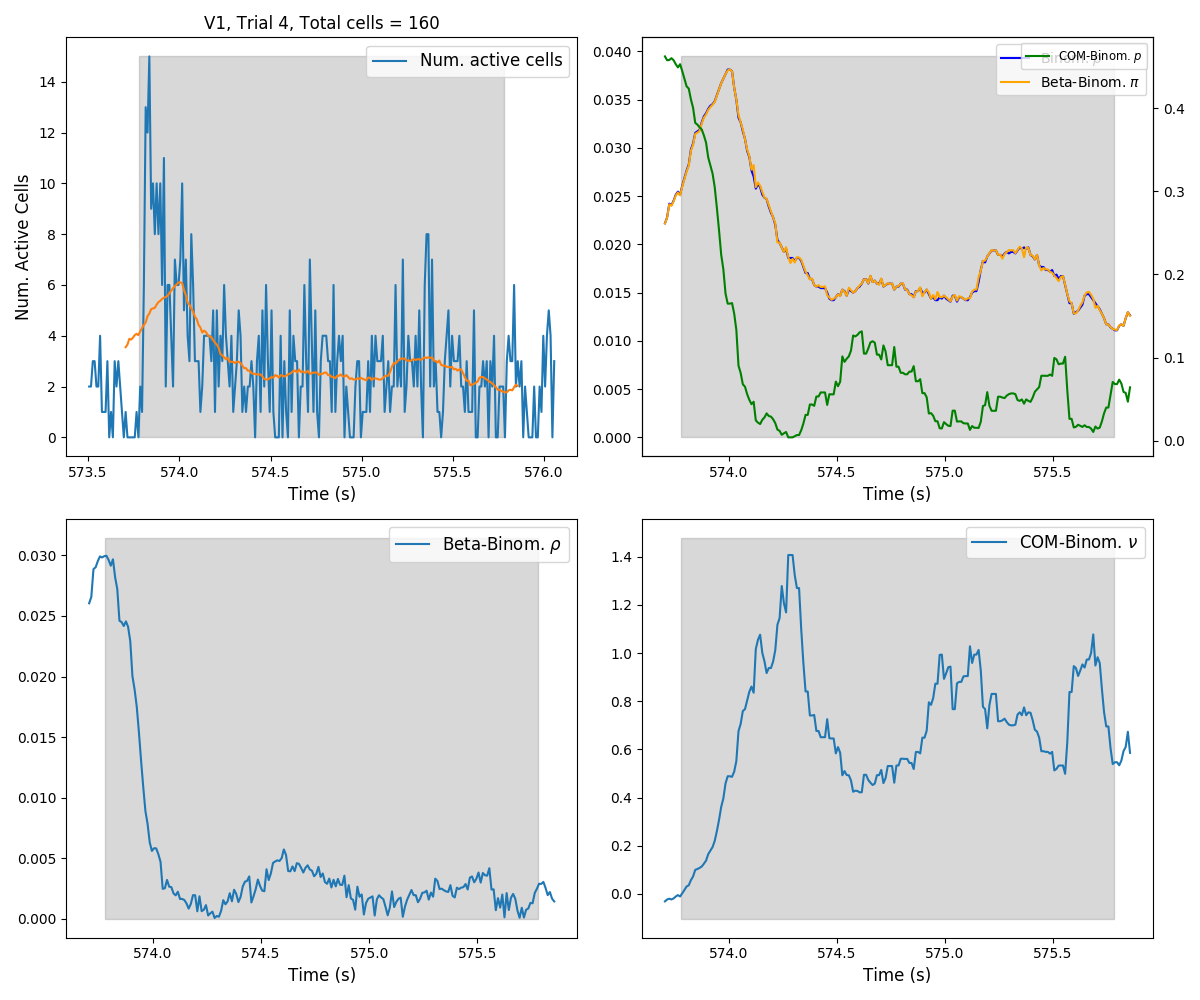 V1, Trial 4, Total cells = 160
Num. active cells
Num. Active Cells
14
12
10
8
6
4
2
0
573.5 574.0 574.5 575.0 575.5 576.0
Time (s)
COM-Binom. p
Beta-Binom. π
0.040
0.035
0.030
0.025
0.020
0.015
0.010
0.005
0.000
0.4
0.3
0.2
0.1
0.0
574.0 574.5 575.0 575.5
Time (s)
Beta-Binom. ρ
0.030
0.025
0.020
0.015
0.010
0.005
0.000
574.0 574.5 575.0 575.5
Time (s)
COM-Binom. ν
1.4
1.2
1.0
0.8
0.6
0.4
0.2
0.0
574.0 574.5 575.0 575.5
Time (s)